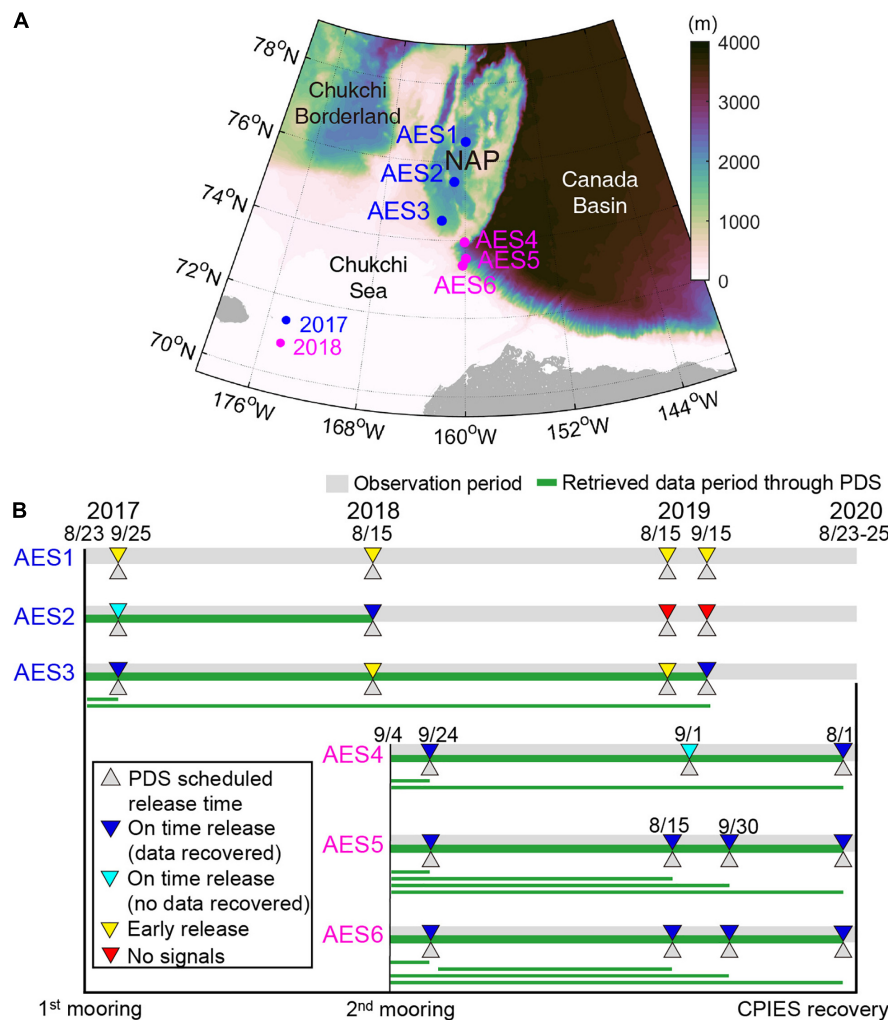 A
(m)
78°N
76°N
74°N
72°N
70°N
176°W
168°W
160°W
152°W
144°W
4000
3000
2000
1000
0
Chukchi
Borderland
AES1
NAP
AES2
AES3
Canada
Basin
AES4
AES5
AES6
Chukchi
Sea
2017
2018
Observation period
Retrieved data period through PDS
B
2017 2018 2019 2020
8/23 9/25 8/15 8/15 9/15 8/23-25
AES1
AES2
AES3
9/4 9/24 9/1 8/1
AES4
8/15 9/30
AES5
AES6
PDS scheduled
release time
On time release
(data recovered)
On time release
(no data recovered)
Early release
No signals
1st mooring 2nd mooring CPIES recovery